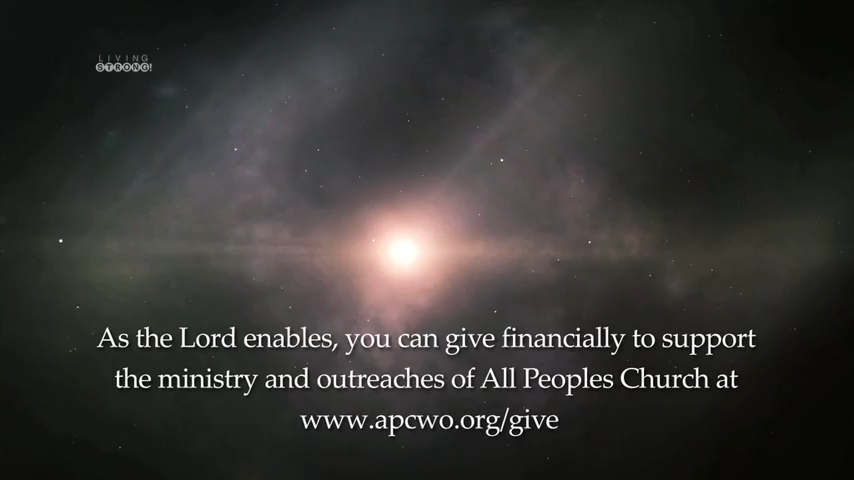 LIVING
STRONG!
As the Lord enables, you can give financially to support
the ministry and outreaches of All Peoples Church at
www.apcwo.org/give